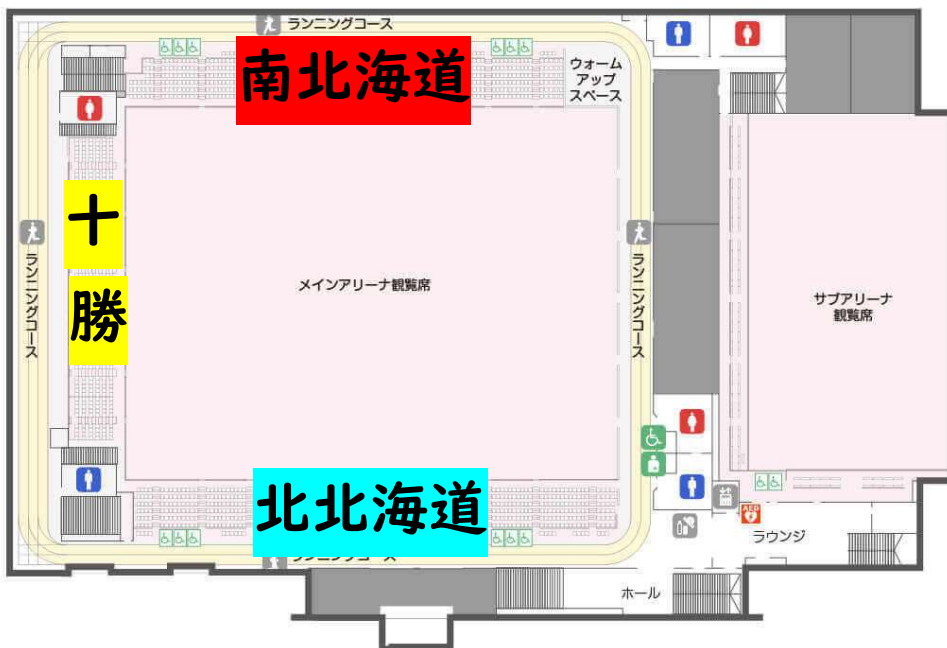 ランニングコース
南北海道
ウォーム
アップ
スペース
十
勝
ランニングコース
メインアリーナ観覧席
ランニングコース
サブアリーナ
観覧席
北北海道
ランニングコース
AED
ラウンジ
ホール